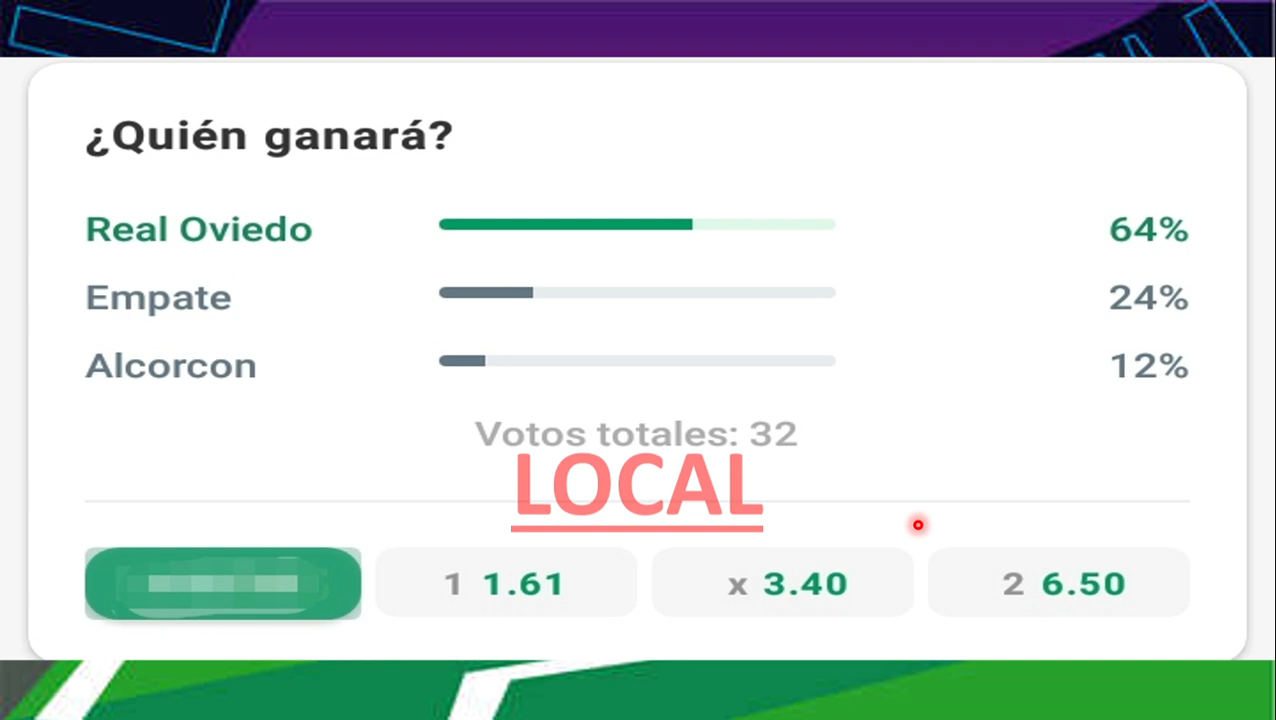 ¿Quién ganará?
Real Oviedo 64%
Empate 24%
Alcorcon 12%
Votos totales: 32
LOCAL
1 1.61 x 3.40 2 6.50